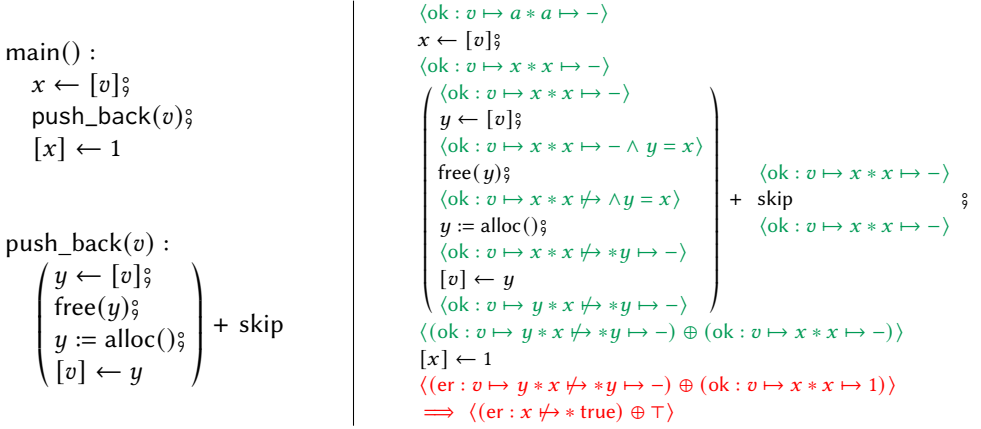 main() :
x ← [v]⨟
push_back(v)⨟
[x] ← 1
push_back(v) :
( y ← [v]⨟
free(y)⨟
y := alloc()⨟
[v] ← y ) + skip
⟨ok : v ↦ a * a ↦ −⟩
x ← [v]⨟
⟨ok : v ↦ x * x ↦ −⟩
( ⟨ok : v ↦ x * x ↦ −⟩
y ← [v]⨟
⟨ok : v ↦ x * x ↦ − ∧ y = x⟩
free(y)⨟
⟨ok : v ↦ x * x ↦̸ ∧ y = x⟩
y := alloc()⨟
⟨ok : v ↦ x * x ↦̸ * y ↦ −⟩
[v] ← y
⟨ok : v ↦ y * x ↦̸ * y ↦ −⟩ )
+
⟨ok : v ↦ x * x ↦ −⟩
skip
⟨ok : v ↦ x * x ↦ −⟩
⨟
⟨(ok : v ↦ y * x ↦̸ * y ↦ −) ⊕ (ok : v ↦ x * x ↦ −)⟩
[x] ← 1
⟨(er : v ↦ y * x ↦̸ * y ↦ −) ⊕ (ok : v ↦ x * x ↦ 1)⟩
⟹ ⟨(er : x ↦̸ * true) ⊕ ⊤⟩